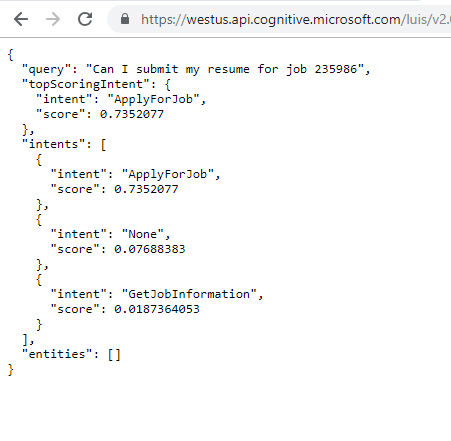 https://westus.api.cognitive.microsoft.com/luis/v2.
{
"query": "Can I submit my resume for job 235986",
"topScoringIntent": {
"intent": "ApplyForJob",
"score": 0.7352077
},
"intents": [
{
"intent": "ApplyForJob",
"score": 0.7352077
},
{
"intent": "None",
"score": 0.07688383
},
{
"intent": "GetJobInformation",
"score": 0.0187364053
}
],
"entities": []
}